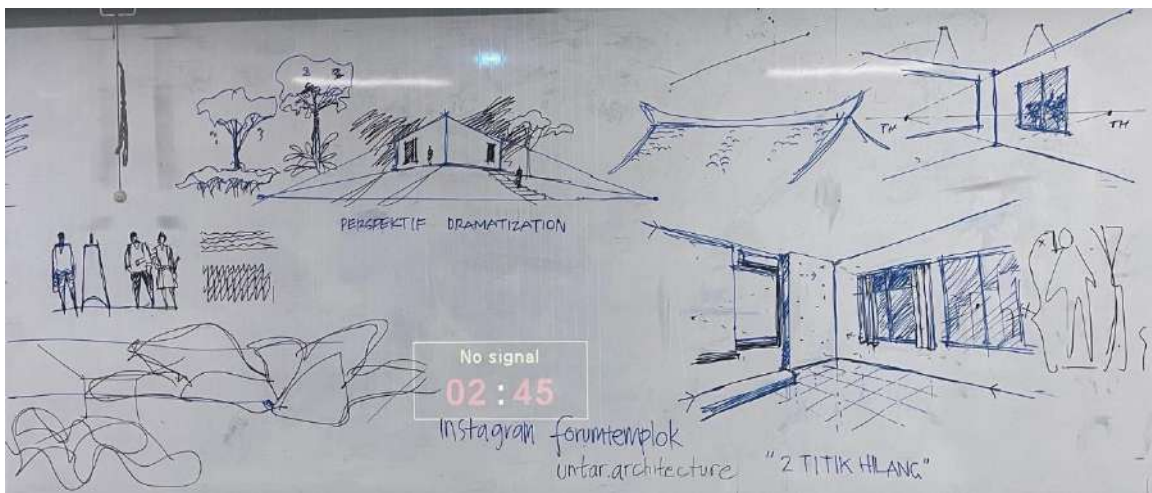 TH
TH
PERSPEKTIF DRAMATIZATION
No signal
02:45
Instagram forumtemplok
untar.architecture
"2 TITIK HILANG"